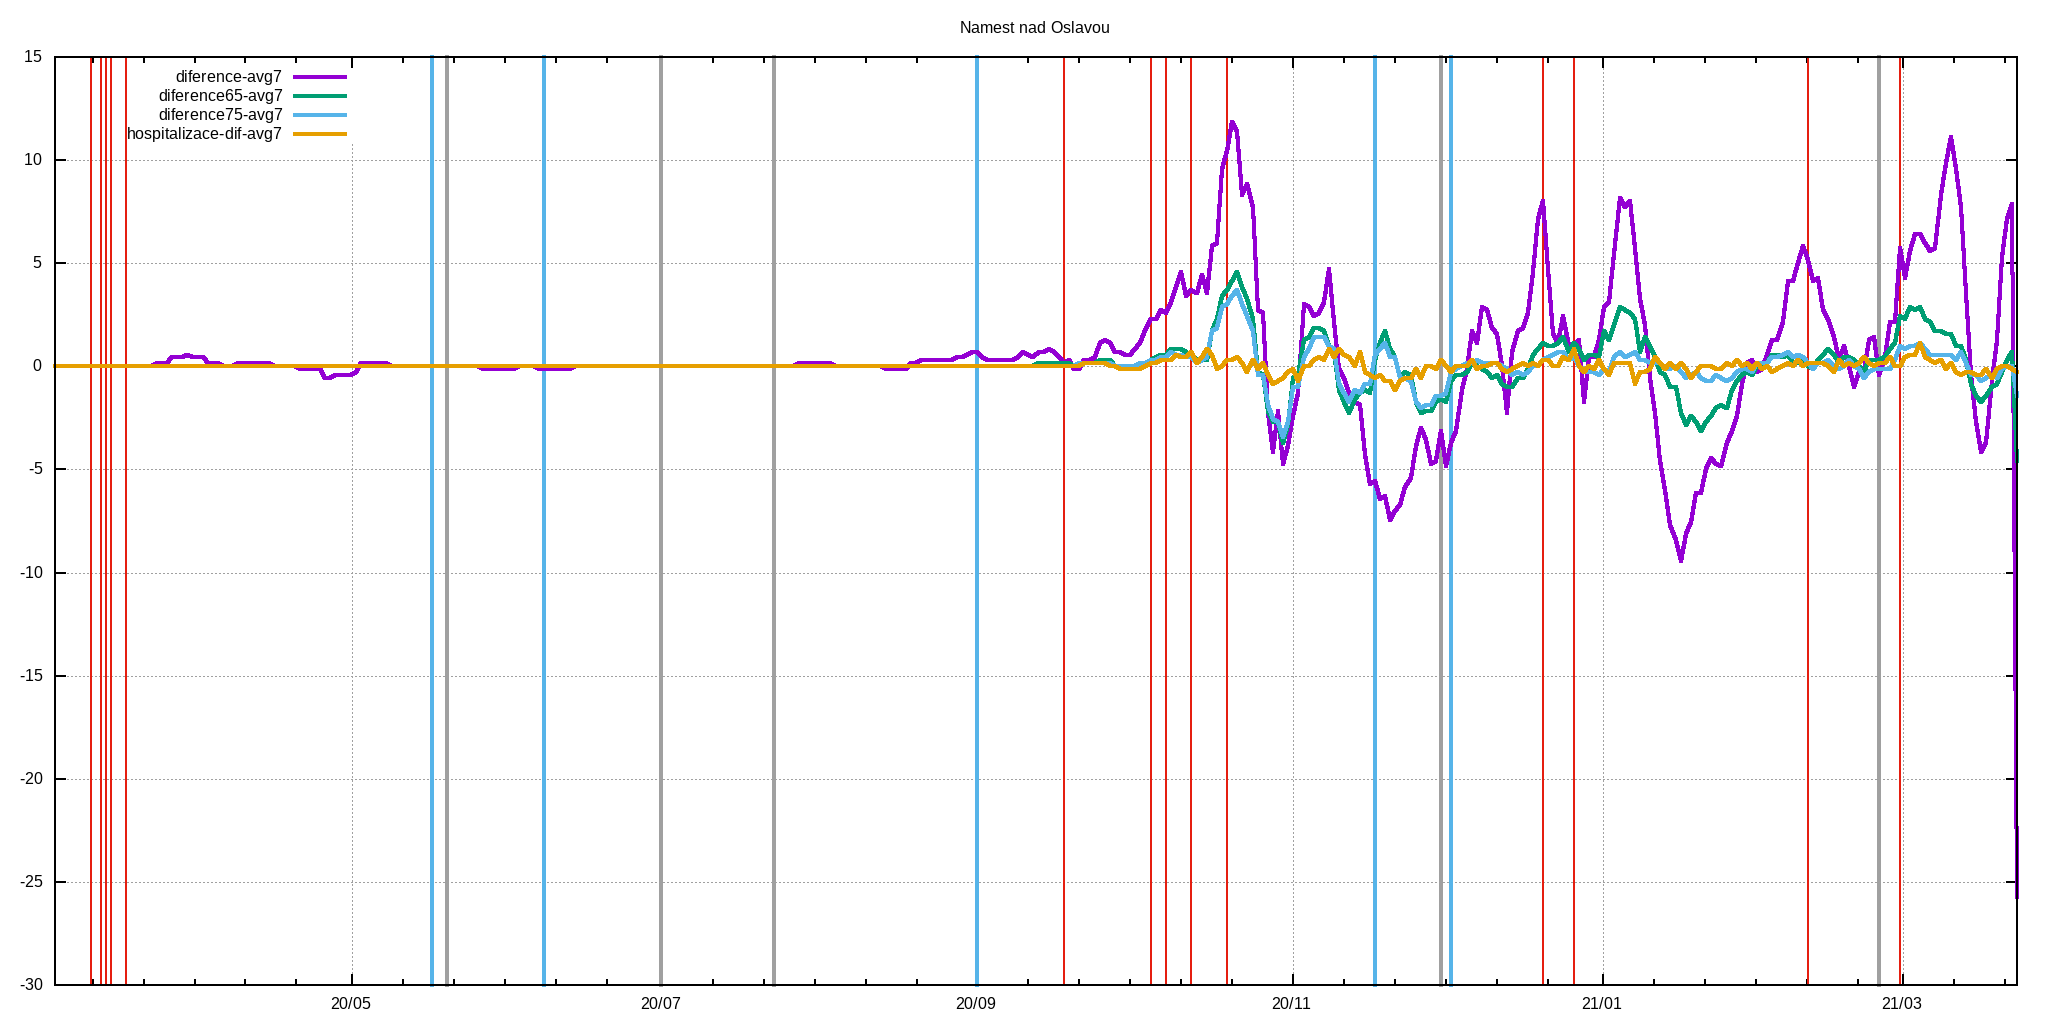 Namest nad Oslavou
diference-avg7
diference65-avg7
diference75-avg7
hospitalizace-dif-avg7
15
10
5
0
-5
-10
-15
-20
-25
-30
20/05 20/07 20/09 20/11 21/01 21/03